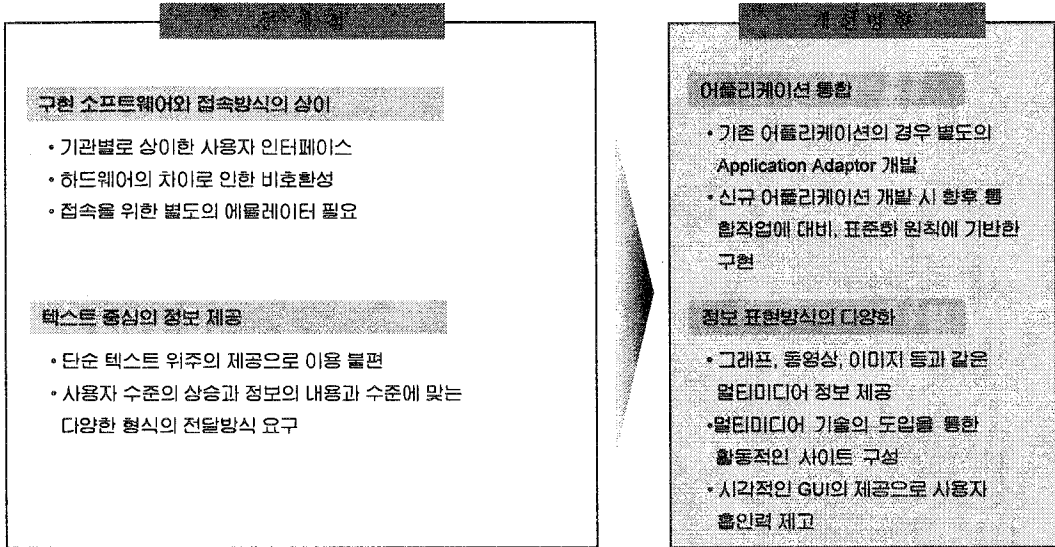 문 제 점
구현 소프트웨어와 접속방식의 상이
• 기관별로 상이한 사용자 인터페이스
• 하드웨어의 차이로 인한 비호환성
• 접속을 위한 별도의 에뮬레이터 필요
텍스트 중심의 정보 제공
• 단순 텍스트 위주의 제공으로 이용 불편
• 사용자 수준의 상승과 정보의 내용과 수준에 맞는
다양한 형식의 전달방식 요구
개 선 방 향
어플리케이션 통합
• 기존 어플리케이션의 경우 별도의
Application Adaptor 개발
• 신규 어플리케이션 개발 시 향후 통
합작업에 대비, 표준화 원칙에 기반한
구현
정보 표현방식의 다양화
• 그래프, 동영상, 이미지 등과 같은
멀티미디어 정보 제공
•멀티미디어 기술의 도입을 통한
활동적인 사이트 구성
• 시각적인 GUI의 제공으로 사용자
흡인력 제고